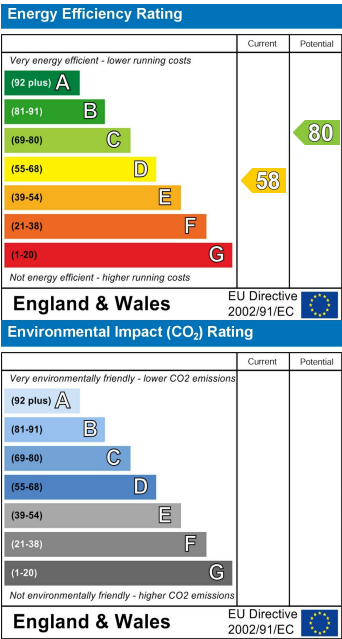 Energy Efficiency Rating
Current Potential
Very energy efficient - lower running costs
(92 plus) A
(81-91) B
(69-80) C
(55-68) D
(39-54) E
(21-38) F
(1-20) G
58
80
Not energy efficient - higher running costs
England & Wales
EU Directive
2002/91/EC
Environmental Impact (CO₂) Rating
Current Potential
Very environmentally friendly - lower CO2 emissions
(92 plus) A
(81-91) B
(69-80) C
(55-68) D
(39-54) E
(21-38) F
(1-20) G
Not environmentally friendly - higher CO2 emissions
England & Wales
EU Directive
2002/91/EC